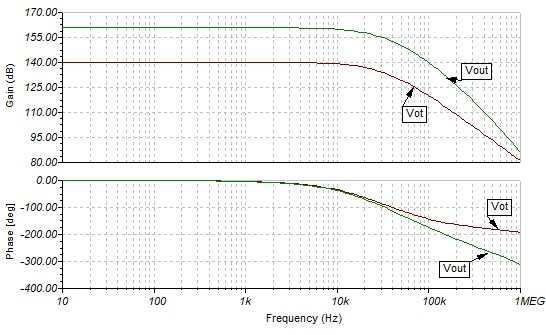 170.00
155.00
140.00
125.00
110.00
95.00
80.00
Gain (dB)
Vout
Vot
0.00
-100.00
-200.00
-300.00
-400.00
Phase [deg]
Vot
Vout
10 100 1k 10k 100k 1MEG
Frequency (Hz)